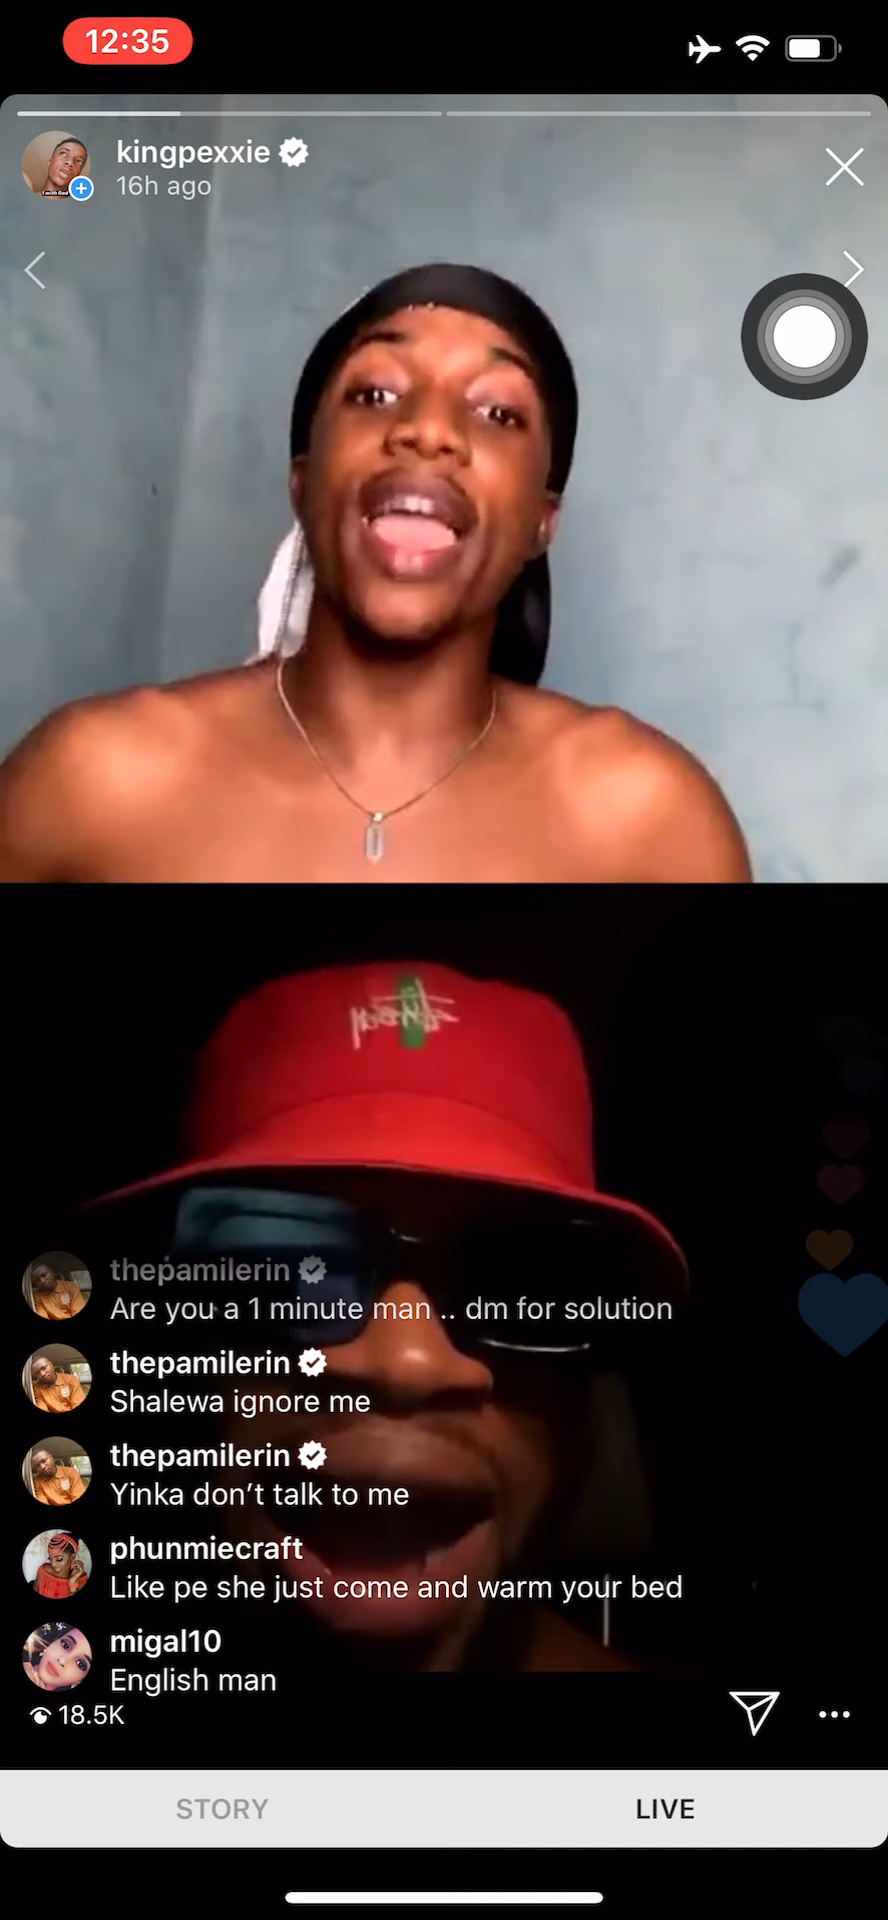 12:35
kingpexxie
16h ago
thepamilerin
Are you a 1 minute man .. dm for solution
thepamilerin
Shalewa ignore me
thepamilerin
Yinka don’t talk to me
phunmiecraft
Like pe she just come and warm your bed
migal10
English man
18.5K
STORY
LIVE